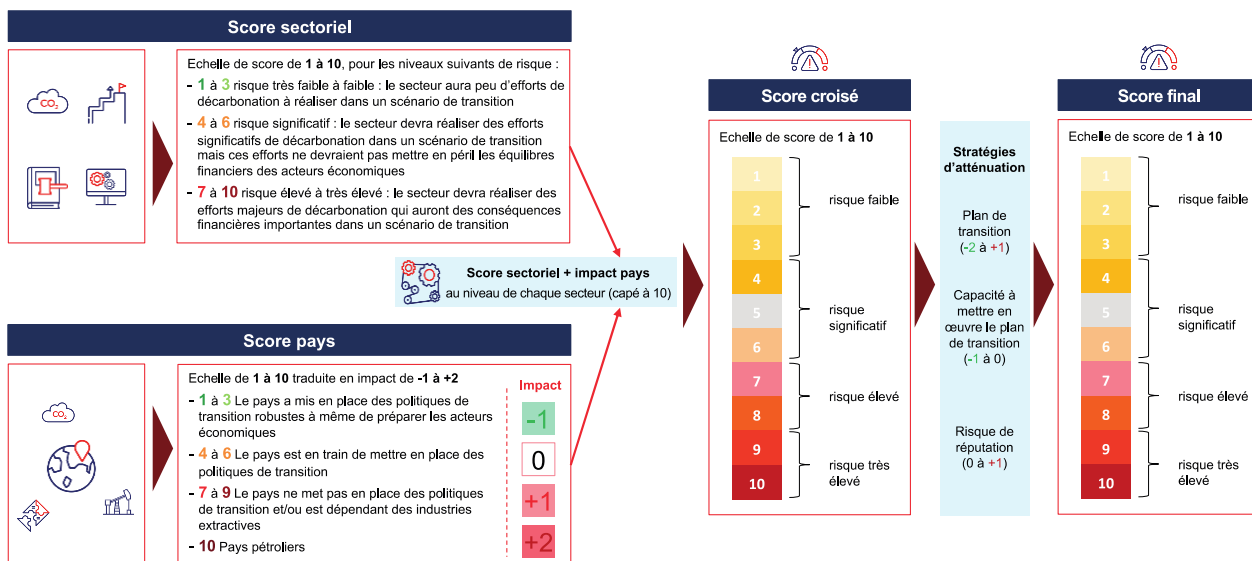 Score sectoriel
CO₂
Echelle de score de 1 à 10, pour les niveaux suivants de risque :
- 1 à 3 risque très faible à faible : le secteur aura peu d'efforts de
décarbonation à réaliser dans un scénario de transition
- 4 à 6 risque significatif : le secteur devra réaliser des efforts
significatifs de décarbonation dans un scénario de transition
mais ces efforts ne devraient pas mettre en péril les équilibres
financiers des acteurs économiques
- 7 à 10 risque élevé à très élevé : le secteur devra réaliser des
efforts majeurs de décarbonation qui auront des conséquences
financières importantes dans un scénario de transition
Score sectoriel + impact pays
au niveau de chaque secteur (capé à 10)
Score pays
CO₂
Echelle de 1 à 10 traduite en impact de -1 à +2
- 1 à 3 Le pays a mis en place des politiques de
transition robustes à même de préparer les acteurs
économiques
- 4 à 6 Le pays est en train de mettre en place des
politiques de transition
- 7 à 9 Le pays ne met pas en place des politiques
de transition et/ou est dépendant des industries
extractives
- 10 Pays pétroliers
Impact
-1
0
+1
+2
Score croisé
Echelle de score de 1 à 10
1
2
3
4
5
6
7
8
9
10
risque faible
risque
significatif
risque élevé
risque très
élevé
Stratégies
d'atténuation
Plan de
transition
(-2 à +1)
Capacité à
mettre en
œuvre le plan
de transition
(-1 à 0)
Risque de
réputation
(0 à +1)
Score final
Echelle de score de 1 à 10
1
2
3
4
5
6
7
8
9
10
risque faible
risque
significatif
risque élevé
risque très
élevé